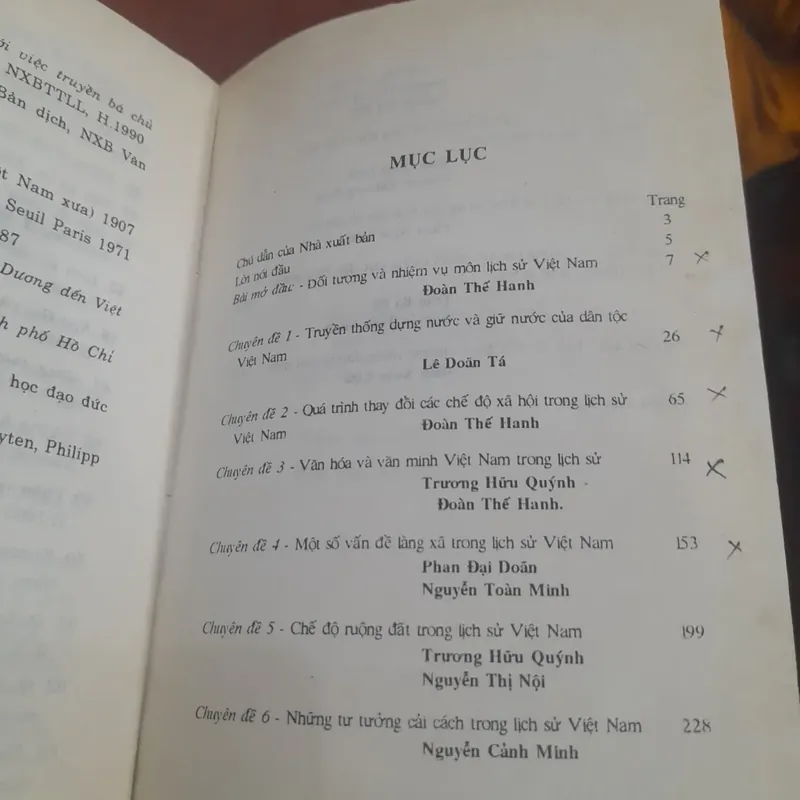 ới việc truyền bá chủ
NXBTTLL, H.1990
Bản dịch, NXB Văn
ệt Nam xưa) 1907
Seuil Paris 1971
87
Dương đến Việt
h phố Hồ Chí
học đạo đức
yten, Philipp
MỤC LỤC
Trang
Chú dẫn của Nhà xuất bản 3
Lời nói đầu 5
Bài mở đầu: - Đối tương và nhiệm vụ môn lịch sử Việt Nam 7
Đoàn Thế Hanh
Chuyên đề 1 - Truyền thống dựng nước và giữ nước của dân tộc
Việt Nam 26
Lê Doãn Tá
Chuyên đề 2 - Quá trình thay đổi các chế độ xã hội trong lịch sử 65
Việt Nam Đoàn Thế Hanh
Chuyên đề 3 - Văn hóa và văn minh Việt Nam trong lịch sử 114
Trương Hữu Quýnh -
Đoàn Thế Hanh.
Chuyên đề 4 - Một số vấn đề làng xã trong lịch sử Việt Nam 153
Phan Đại Doãn
Nguyễn Toàn Minh
Chuyên đề 5 - Chế độ ruộng đất trong lịch sử Việt Nam 199
Trương Hữu Quýnh
Nguyễn Thị Nội
Chuyên đề 6 - Những tư tưởng cải cách trong lịch sử Việt Nam 228
Nguyễn Cảnh Minh